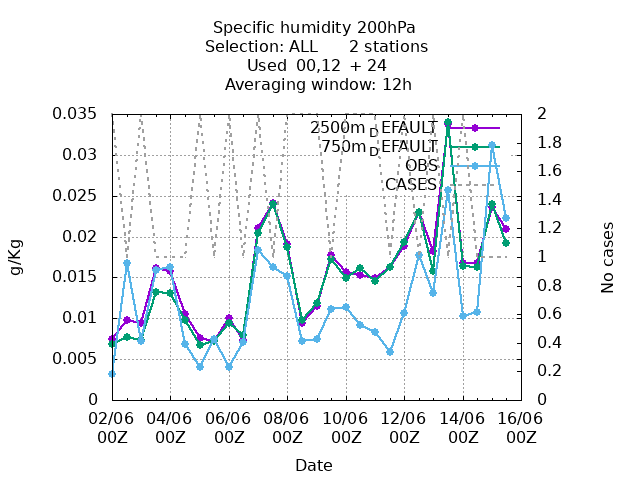 Specific humidity 200hPa
Selection: ALL 2 stations
Used 00,12 + 24
Averaging window: 12h
2500m_DEFAULT
750m_DEFAULT
OBS
CASES
g/Kg
0.035
0.03
0.025
0.02
0.015
0.01
0.005
0
No cases
2
1.8
1.6
1.4
1.2
1
0.8
0.6
0.4
0.2
0
02/06 04/06 06/06 08/06 10/06 12/06 14/06 16/06
00Z 00Z 00Z 00Z 00Z 00Z 00Z 00Z
Date